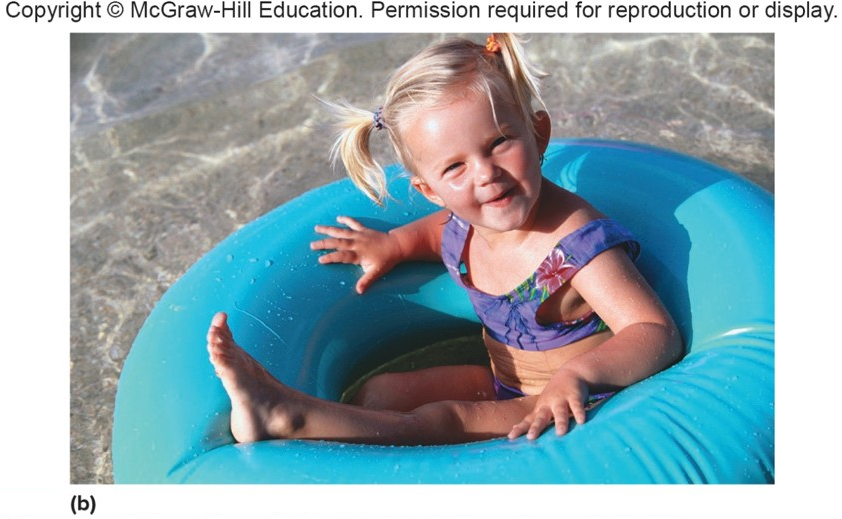 Copyright © McGraw-Hill Education. Permission required for reproduction or display.
(b)